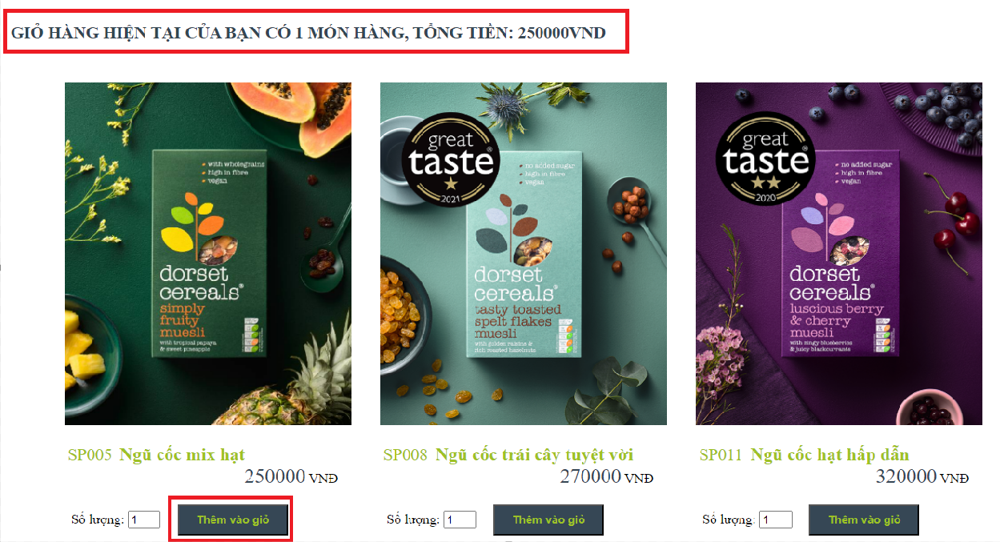 GIỎ HÀNG HIỆN TẠI CỦA BẠN CÓ 1 MÓN HÀNG, TỔNG TIỀN: 250000VND
with wholegrains
high in fibre
vegan
dorset
cereals®
simply
fruity
muesli
with tropical papaya
& sweet pineapple
great
taste®
2021
no added sugar
high in fibre
vegan
dorset
cereals®
tasty toasted
spelt flakes
muesli
with golden raisins &
rich roasted hazelnuts
great
taste®
2020
no added sugar
high in fibre
vegan
dorset
cereals®
luscious berry
& cherry
muesli
with zingy blueberries
& juicy blackcurrants
SP005 Ngũ cốc mix hạt
250000 VNĐ
Số lượng: 1 Thêm vào giỏ
SP008 Ngũ cốc trái cây tuyệt vời
270000 VNĐ
Số lượng: 1 Thêm vào giỏ
SP011 Ngũ cốc hạt hấp dẫn
320000 VNĐ
Số lượng: 1 Thêm vào giỏ